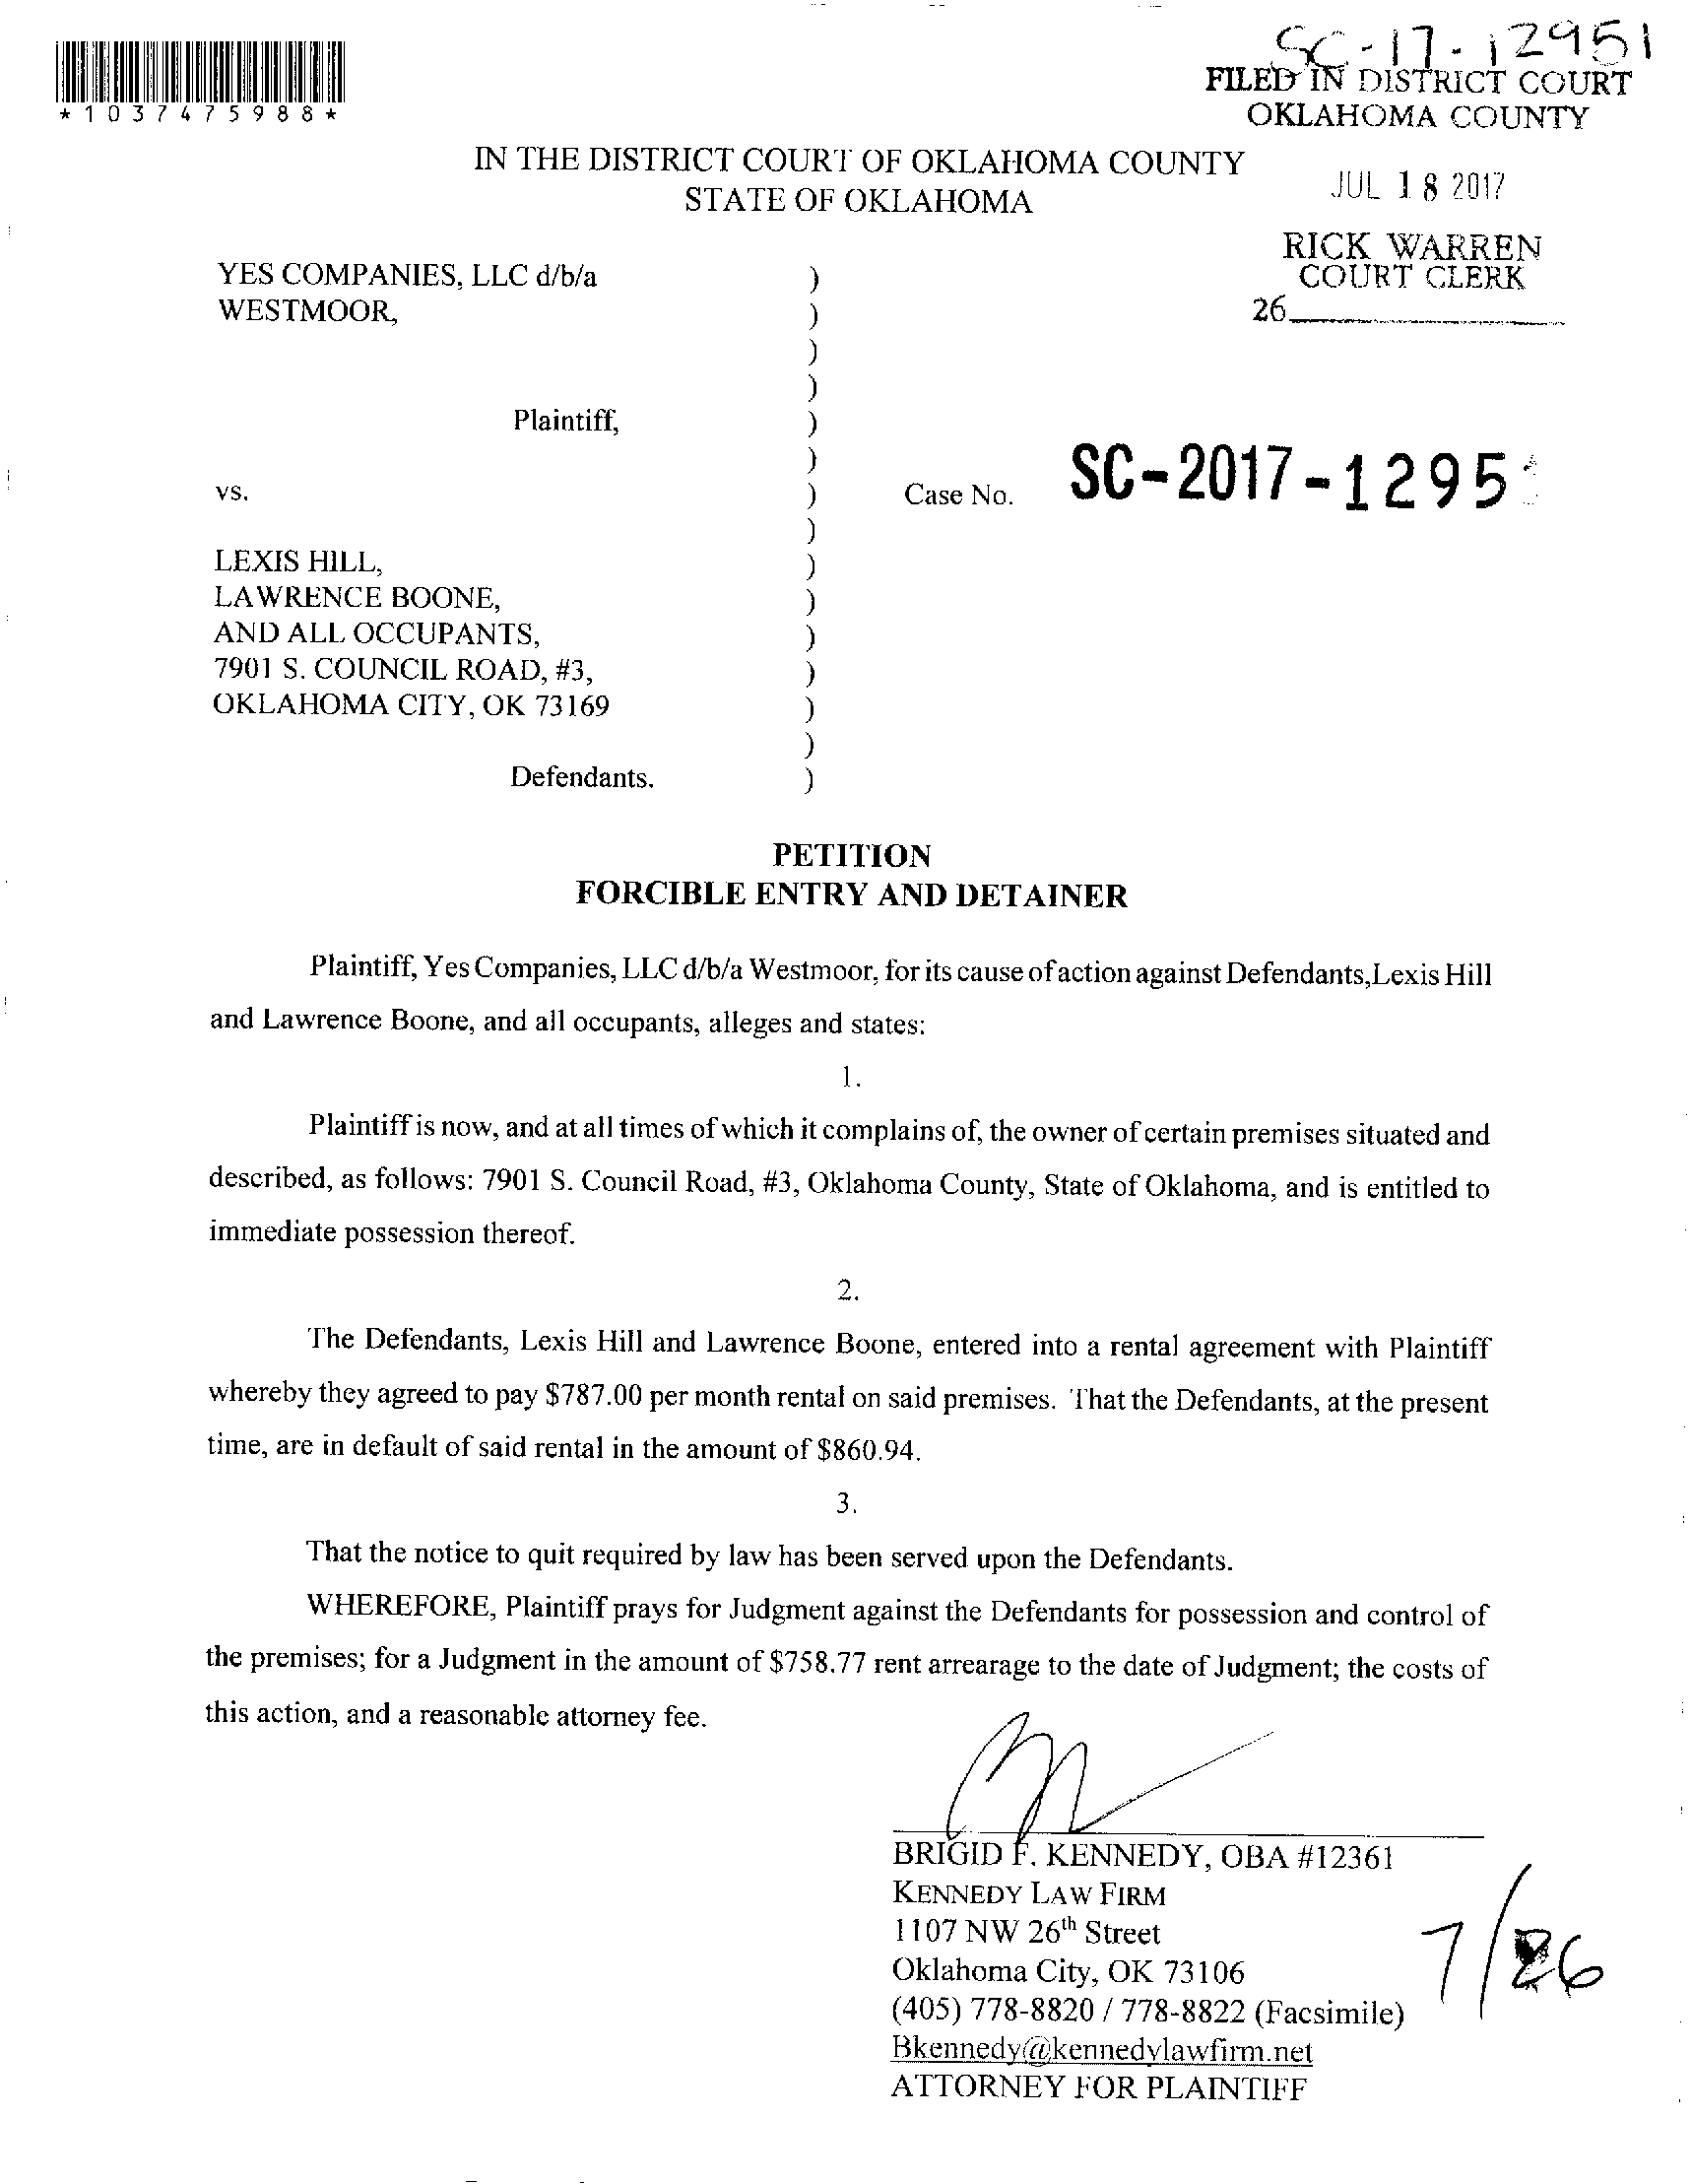 SC-17-12951
FILED IN DISTRICT COURT
OKLAHOMA COUNTY
*1037475988*
IN THE DISTRICT COURT OF OKLAHOMA COUNTY
STATE OF OKLAHOMA
JUL 18 2017
RICK WARREN
COURT CLERK
26
YES COMPANIES, LLC d/b/a )
WESTMOOR, )
)
)
Plaintiff, )
)
vs. ) Case No. SC-2017-1295
)
LEXIS HILL, )
LAWRENCE BOONE, )
AND ALL OCCUPANTS, )
7901 S. COUNCIL ROAD, #3, )
OKLAHOMA CITY, OK 73169 )
)
Defendants. )
PETITION
FORCIBLE ENTRY AND DETAINER
Plaintiff, Yes Companies, LLC d/b/a Westmoor, for its cause of action against Defendants,Lexis Hill
and Lawrence Boone, and all occupants, alleges and states:
1.
Plaintiff is now, and at all times of which it complains of, the owner of certain premises situated and
described, as follows: 7901 S. Council Road, #3, Oklahoma County, State of Oklahoma, and is entitled to
immediate possession thereof.
2.
The Defendants, Lexis Hill and Lawrence Boone, entered into a rental agreement with Plaintiff
whereby they agreed to pay $787.00 per month rental on said premises. That the Defendants, at the present
time, are in default of said rental in the amount of $860.94.
3.
That the notice to quit required by law has been served upon the Defendants.
WHEREFORE, Plaintiff prays for Judgment against the Defendants for possession and control of
the premises; for a Judgment in the amount of $758.77 rent arrearage to the date of Judgment; the costs of
this action, and a reasonable attorney fee.
BRIGID F. KENNEDY, OBA #12361
KENNEDY LAW FIRM
1107 NW 26th Street
Oklahoma City, OK 73106
(405) 778-8820 / 778-8822 (Facsimile)
Bkennedy@kennedylawfirm.net
ATTORNEY FOR PLAINTIFF
7/26